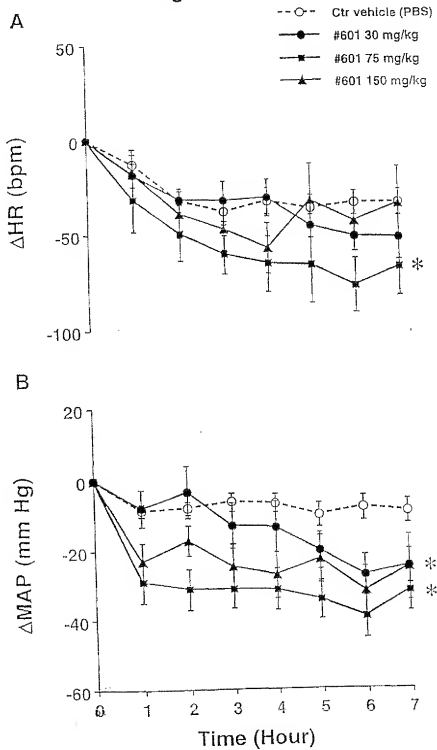 Ctr vehicle (PBS)
#601 30 mg/kg
#601 75 mg/kg
#601 150 mg/kg
A
50
0
-50
-100
ΔHR (bpm)
*
B
20
0
-20
-40
-60
ΔMAP (mm Hg)
*
*
0 1 2 3 4 5 6 7
Time (Hour)